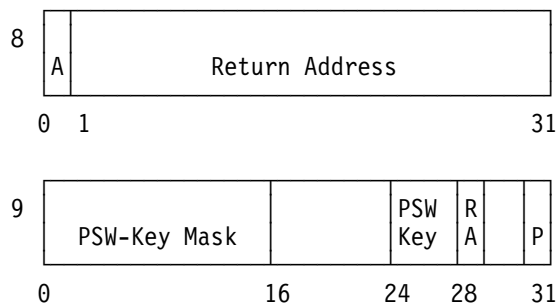 8
A Return Address
0 1 31
9 PSW R
PSW-Key Mask Key A P
0 16 24 28 31